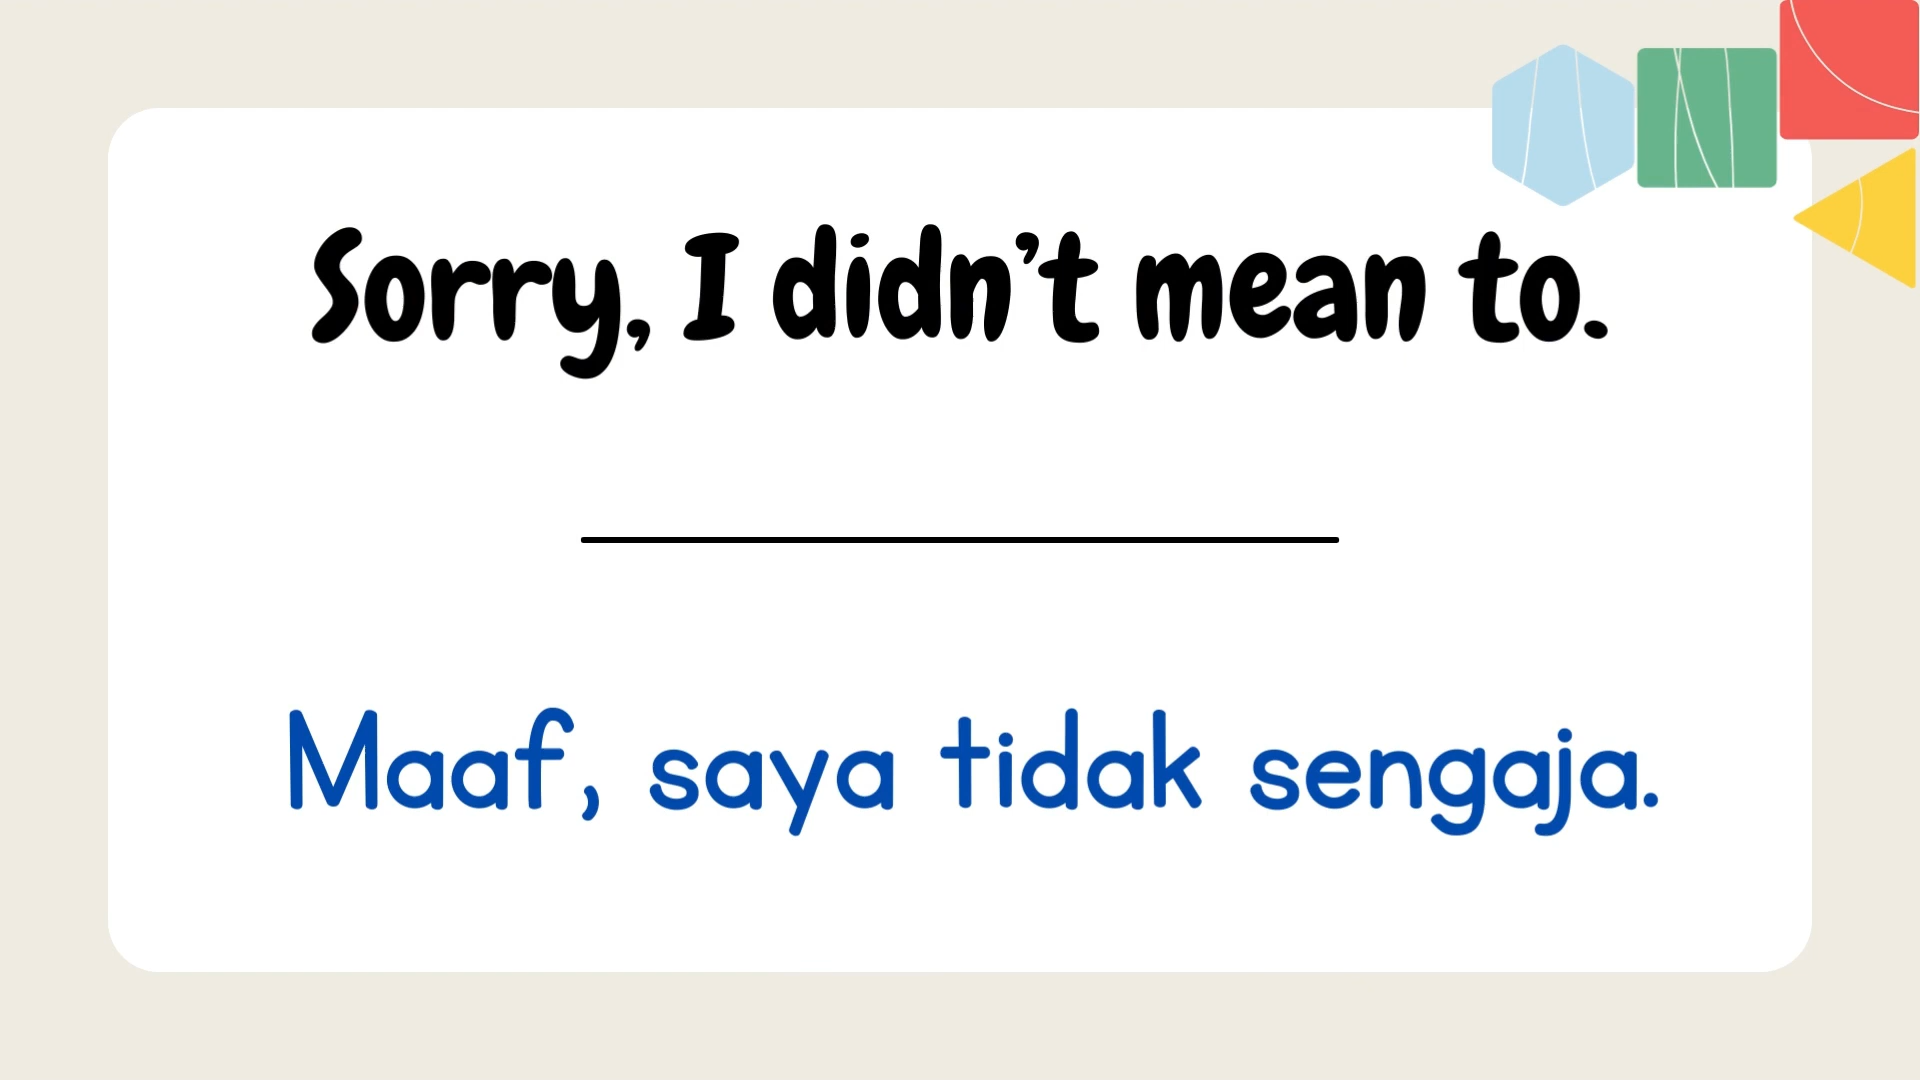 Sorry, I didn’t mean to.
Maaf, saya tidak sengaja.